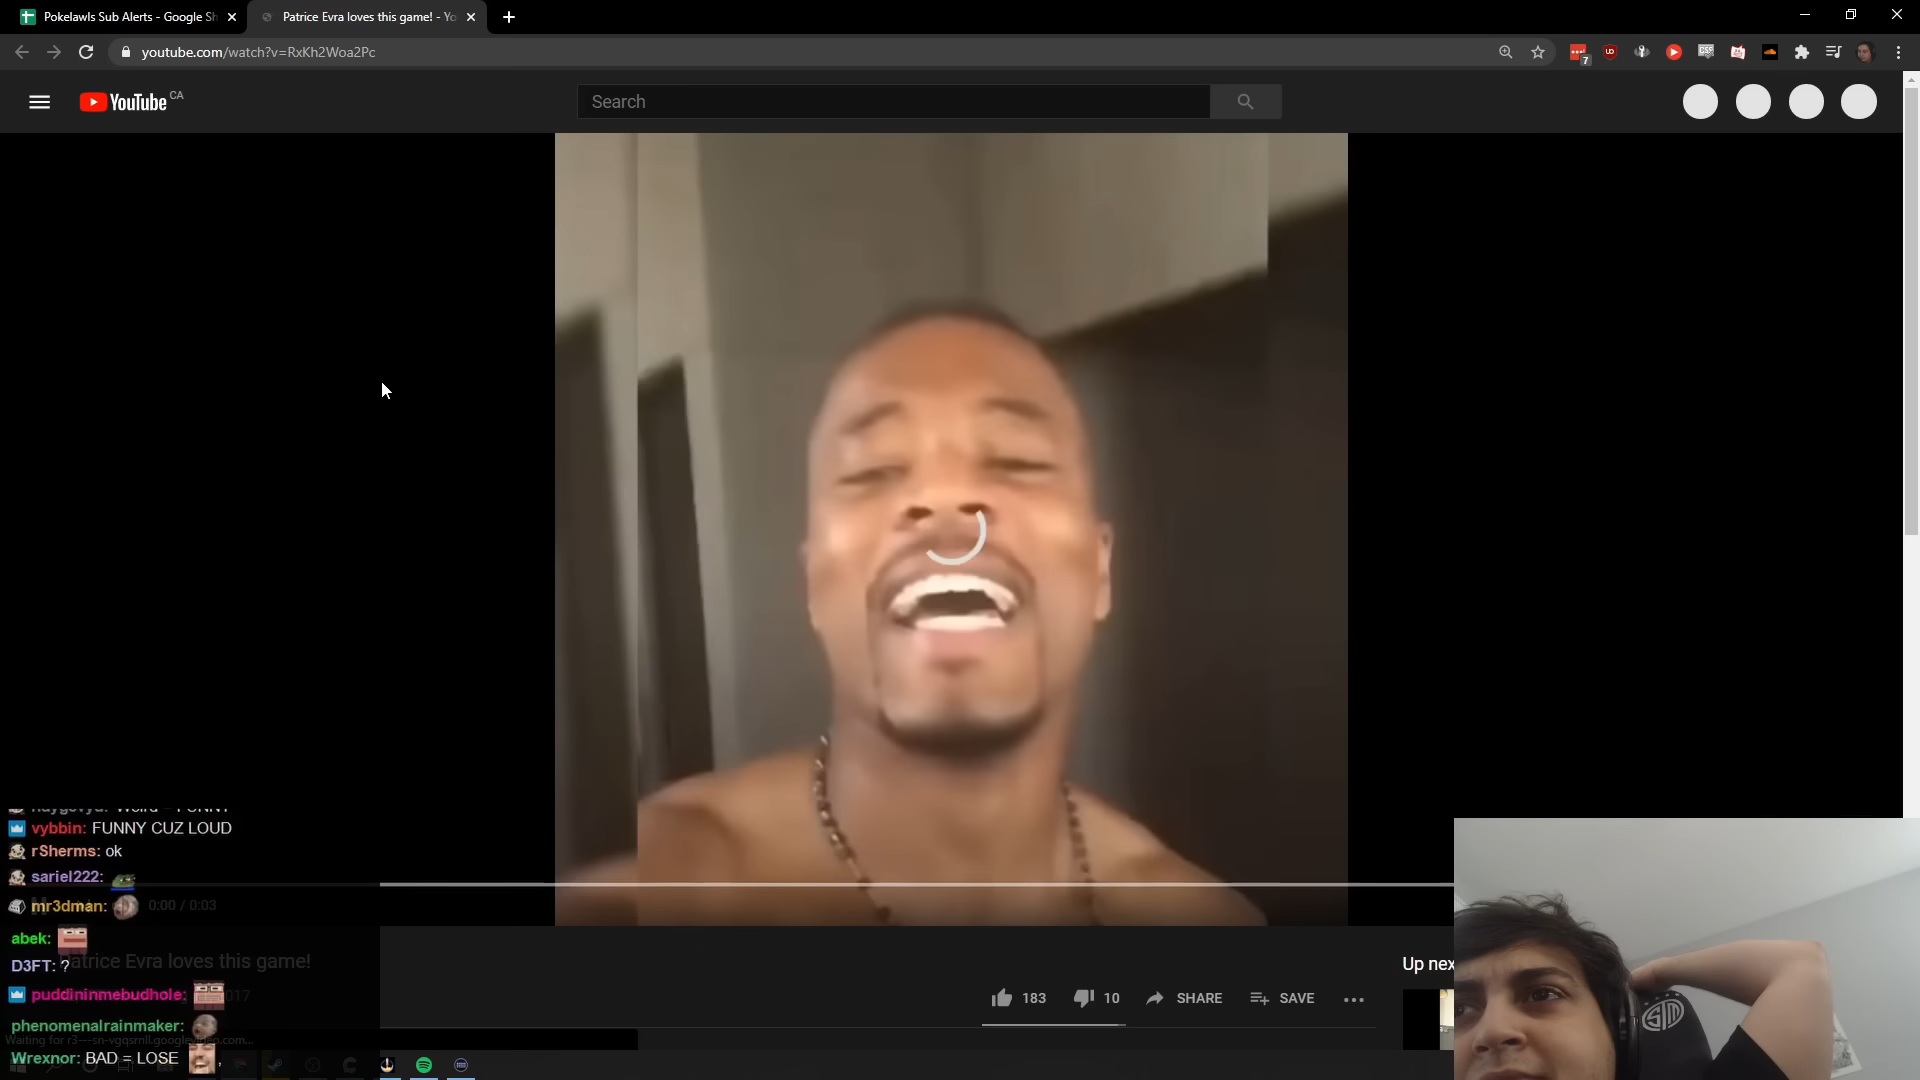 Pokelawls Sub Alerts - Google Sh
Patrice Evra loves this game! - Yo
youtube.com/watch?v=RxKh2Woa2Pc
7
YouTube CA
Search
vybbin: FUNNY CUZ LOUD
rSherms: ok
sariel222:
mr3dman:
0:00 / 0:03
abek:
D3FT: ?
Patrice Evra loves this game!
puddininmebudhole:
phenomenalrainmaker:
Wrexnor: BAD = LOSE
183
10
SHARE
SAVE
Up nex